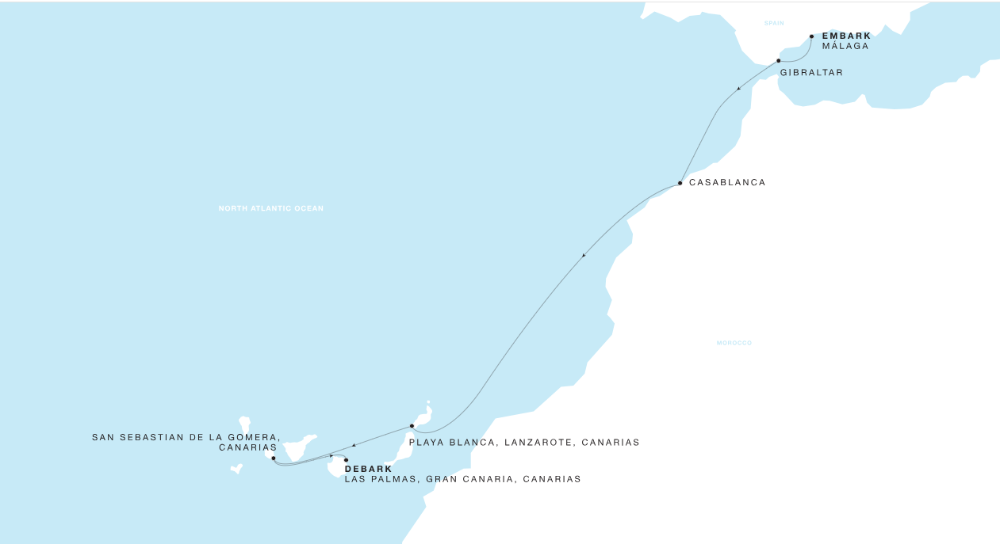 SPAIN
EMBARK
MÁLAGA
GIBRALTAR
CASABLANCA
NORTH ATLANTIC OCEAN
MOROCCO
SAN SEBASTIAN DE LA GOMERA,
CANARIAS
PLAYA BLANCA, LANZAROTE, CANARIAS
DEBARK
LAS PALMAS, GRAN CANARIA, CANARIAS